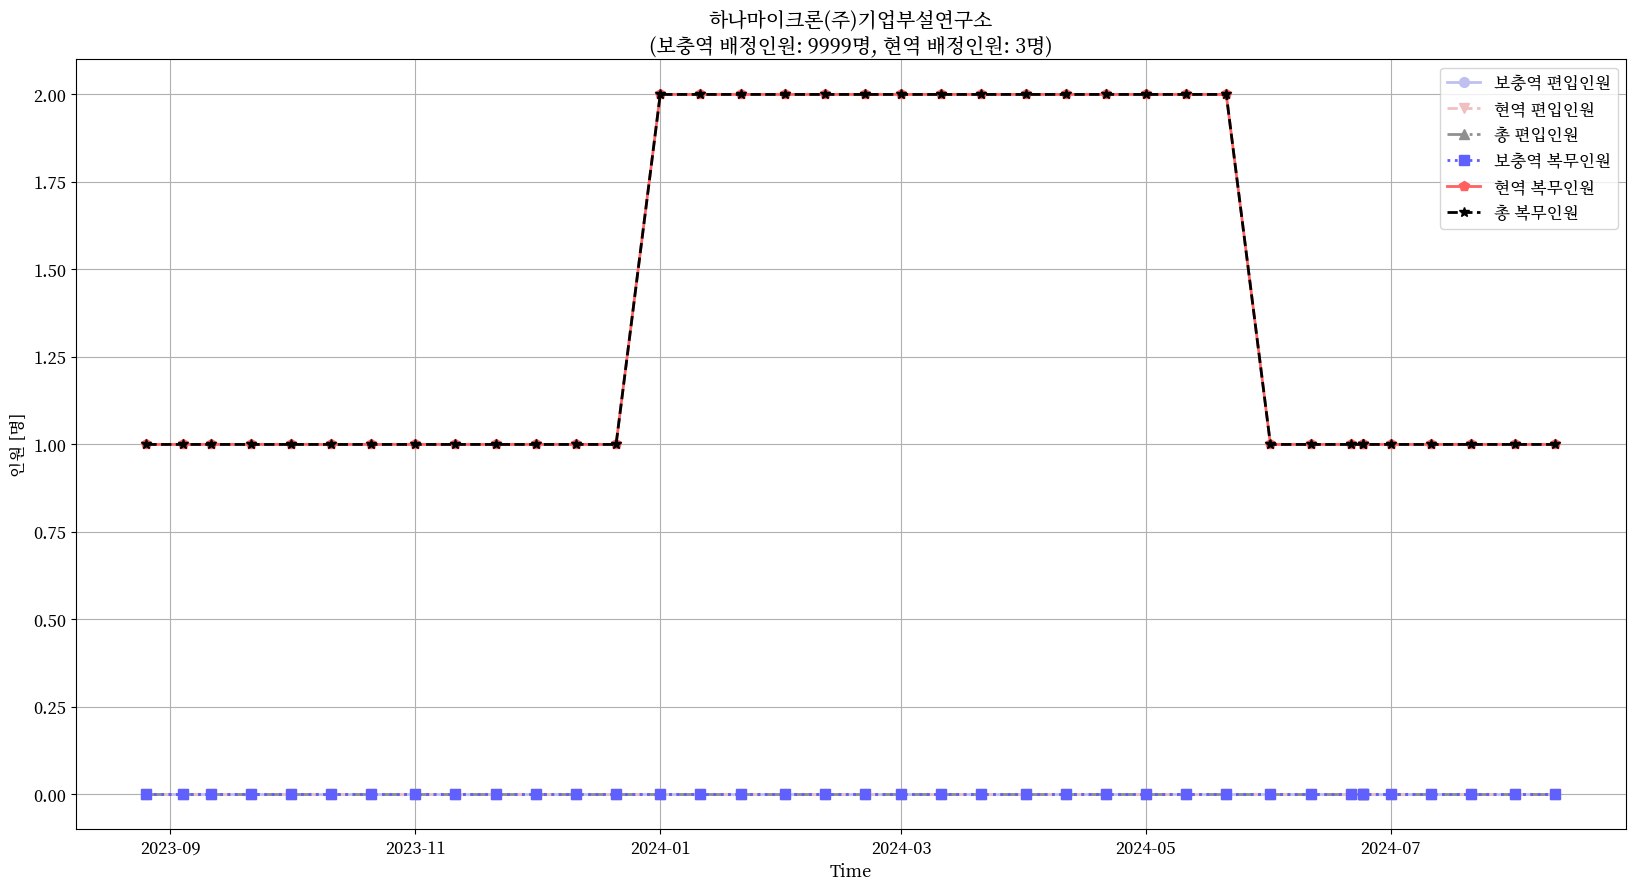 하나마이크론(주)기업부설연구소
(보충역 배정인원: 9999명, 현역 배정인원: 3명)
보충역 편입인원
현역 편입인원
총 편입인원
보충역 복무인원
현역 복무인원
총 복무인원
2.00
1.75
1.50
1.25
1.00
0.75
0.50
0.25
0.00
인원 [명]
2023-09 2023-11 2024-01 2024-03 2024-05 2024-07
Time